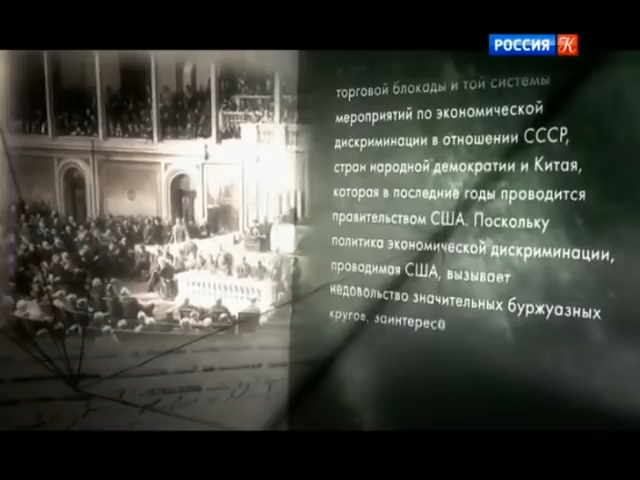 РОССИЯ К
торговой блокады и той системы
мероприятий по экономической
дискриминации в отношении СССР,
стран народной демократии и Китая,
которая в последние годы проводится
правительством США. Поскольку
политика экономической дискриминации,
проводимая США, вызывает
недовольство значительных буржуазных
кругов, заинтересо